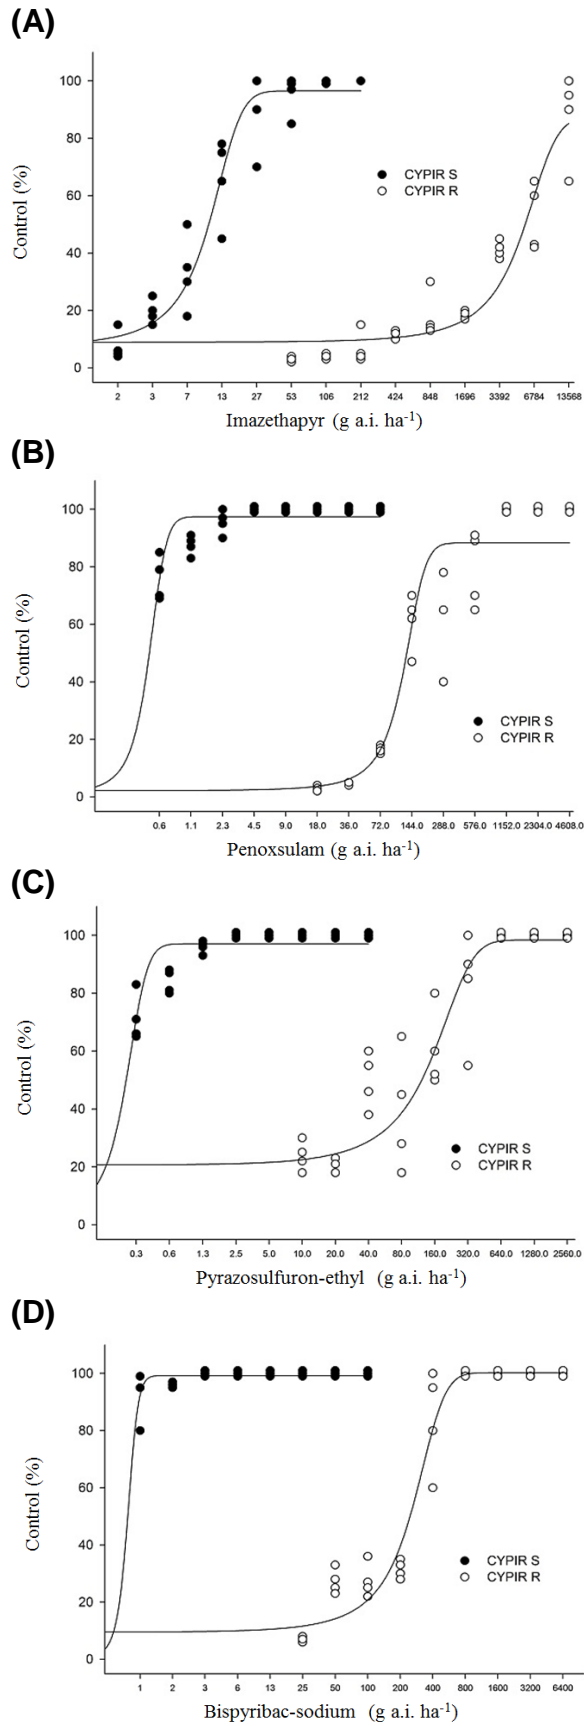 (A)
100
80
60
40
20
0
Control (%)
CYPIR S
CYPIR R
2 3 7 13 27 53 106 212 424 848 1696 3392 6784 13568
Imazethapyr (g a.i. ha-1)
(B)
100
80
60
40
20
0
Control (%)
CYPIR S
CYPIR R
0.6 1.1 2.3 4.5 9.0 18.0 36.0 72.0 144.0 288.0 576.0 1152.0 2304.0 4608.0
Penoxsulam (g a.i. ha-1)
(C)
100
80
60
40
20
0
Control (%)
CYPIR S
CYPIR R
0.3 0.6 1.3 2.5 5.0 10.0 20.0 40.0 80.0 160.0 320.0 640.0 1280.0 2560.0
Pyrazosulfuron-ethyl (g a.i. ha-1)
(D)
100
80
60
40
20
0
Control (%)
CYPIR S
CYPIR R
1 2 3 6 13 25 50 100 200 400 800 1600 3200 6400
Bispyribac-sodium (g a.i. ha-1)